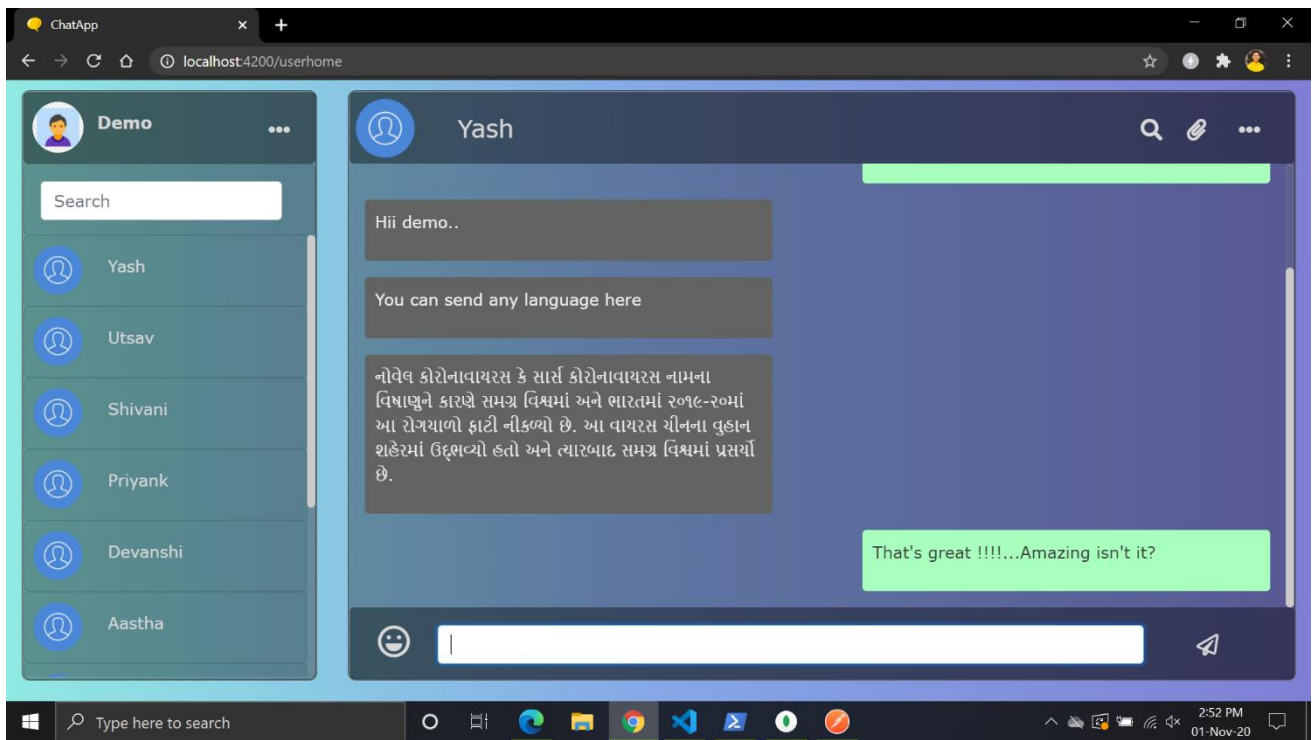 ChatApp
localhost:4200/userhome
Demo
Yash
Search
Yash
Utsav
Shivani
Priyank
Devanshi
Aastha
Hii demo..
You can send any language here
નોવેલ કોરોનાવાયરસ કે સાર્સ કોરોનાવાયરસ નામના
વિષાણુને કારણે સમગ્ર વિશ્વમાં અને ભારતમાં ૨૦૧૯-૨૦માં
આ રોગચાળો ફાટી નીકળ્યો છે. આ વાયરસ ચીનના વુહાન
શહેરમાં ઉદ્ભવ્યો હતો અને ત્યારબાદ સમગ્ર વિશ્વમાં પ્રસર્યો
છે.
That's great !!!!...Amazing isn't it?
Type here to search
2:52 PM
01-Nov-20